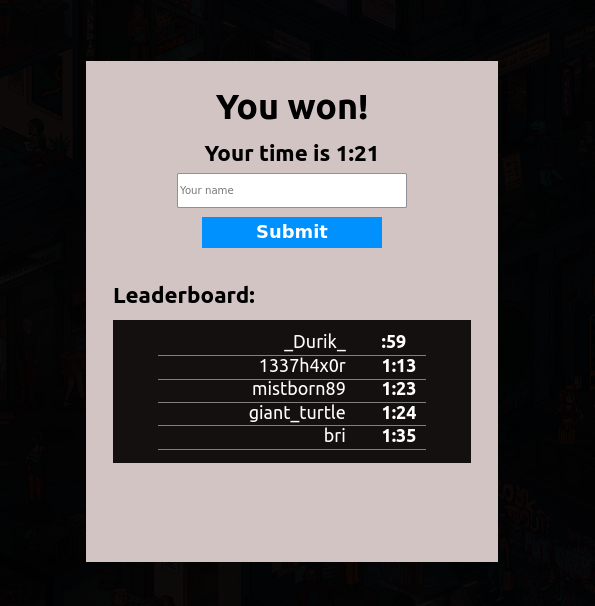 You won!
Your time is 1:21
Your name
Submit
Leaderboard:
_Durik_ :59
1337h4x0r 1:13
mistborn89 1:23
giant_turtle 1:24
bri 1:35